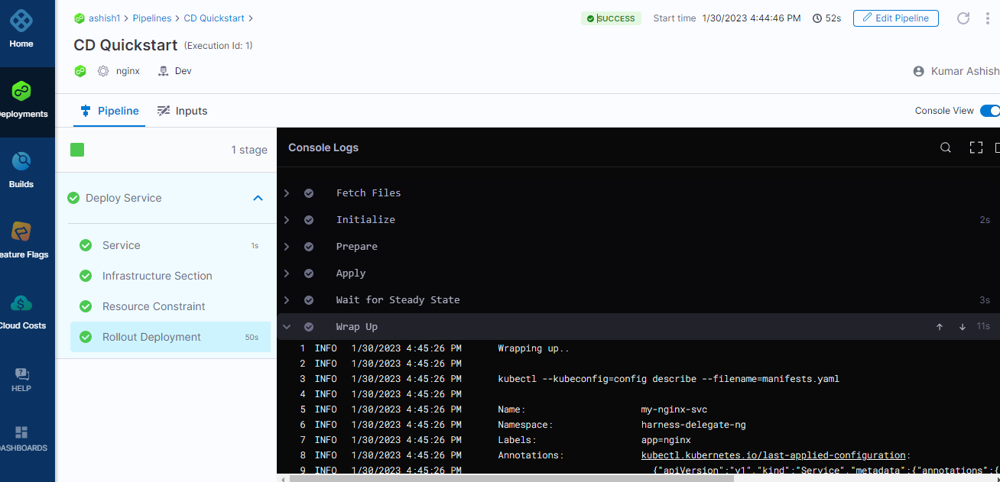 Home
Deployments
Builds
eature Flags
Cloud Costs
HELP
DASHBOARDS
ashish1 > Pipelines > CD Quickstart >
SUCCESS Start time 1/30/2023 4:44:46 PM 52s Edit Pipeline
CD Quickstart (Execution Id: 1)
nginx Dev
Kumar Ashish
Pipeline Inputs
Console View
1 stage
Deploy Service
Service 1s
Infrastructure Section
Resource Constraint
Rollout Deployment 50s
Console Logs
Fetch Files
Initialize 2s
Prepare
Apply
Wait for Steady State 3s
Wrap Up 11s
1 INFO 1/30/2023 4:45:26 PM Wrapping up..
2 INFO 1/30/2023 4:45:26 PM
3 INFO 1/30/2023 4:45:26 PM kubectl --kubeconfig=config describe --filename=manifests.yaml
4 INFO 1/30/2023 4:45:26 PM
5 INFO 1/30/2023 4:45:26 PM Name: my-nginx-svc
6 INFO 1/30/2023 4:45:26 PM Namespace: harness-delegate-ng
7 INFO 1/30/2023 4:45:26 PM Labels: app=nginx
8 INFO 1/30/2023 4:45:26 PM Annotations: kubectl.kubernetes.io/last-applied-configuration:
9 INFO 1/30/2023 4:45:26 PM {"apiVersion":"v1","kind":"Service","metadata":{"annotations":{